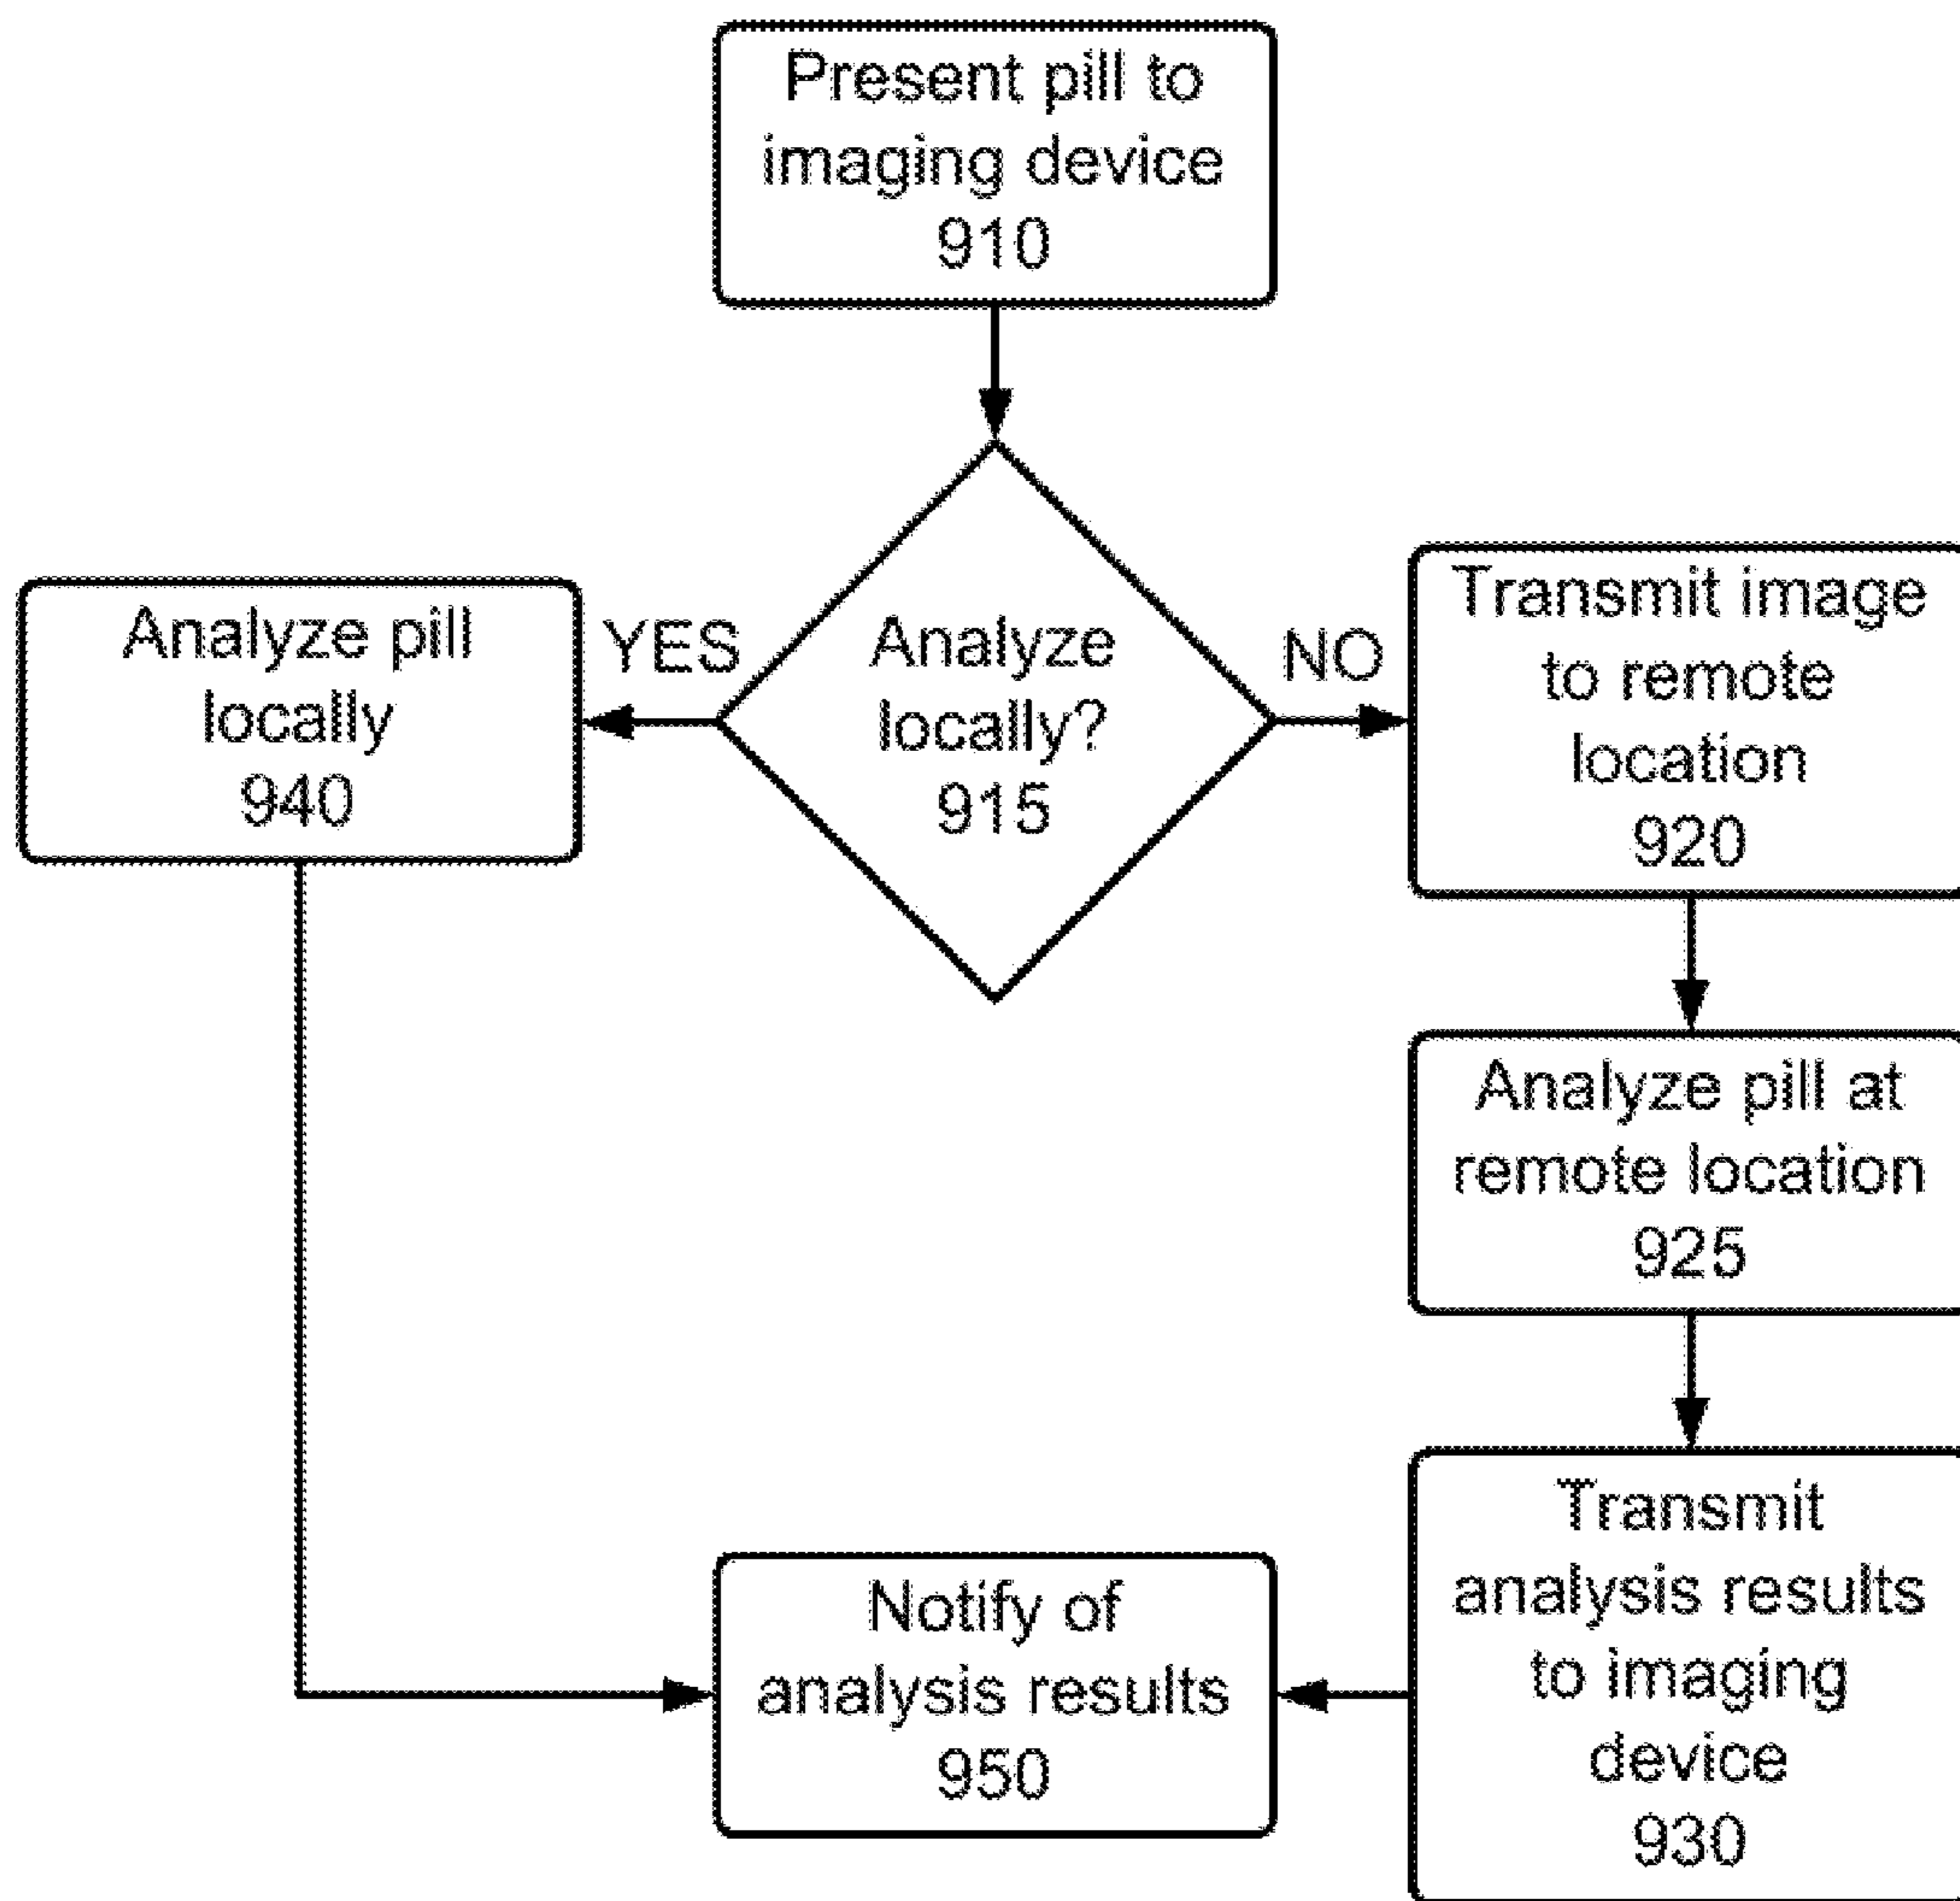 Present pill to
imaging device
910
Analyze
locally?
915
YES
NO
Analyze pill
locally
940
Transmit image
to remote
location
920
Analyze pill at
remote location
925
Transmit
analysis results
to imaging
device
930
Notify of
analysis results
950